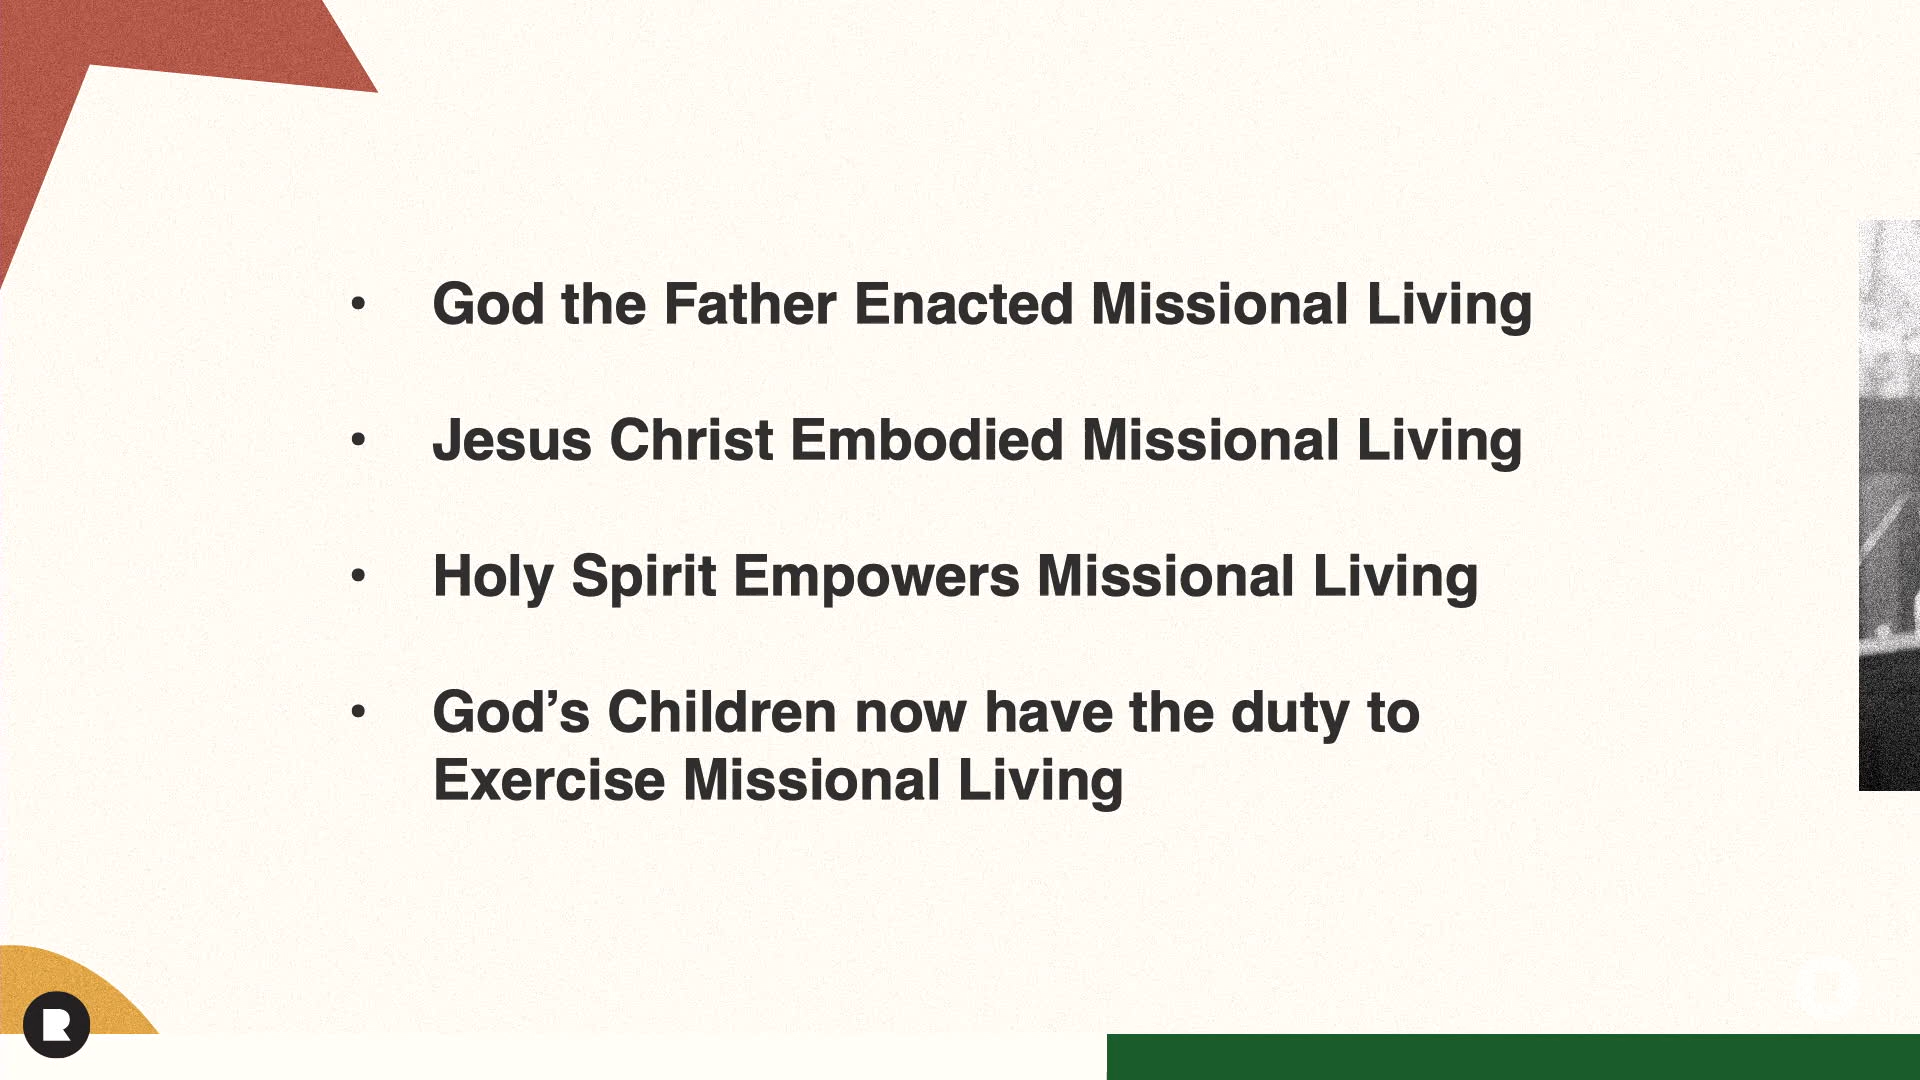 • God the Father Enacted Missional Living
• Jesus Christ Embodied Missional Living
• Holy Spirit Empowers Missional Living
• God’s Children now have the duty to
Exercise Missional Living
R